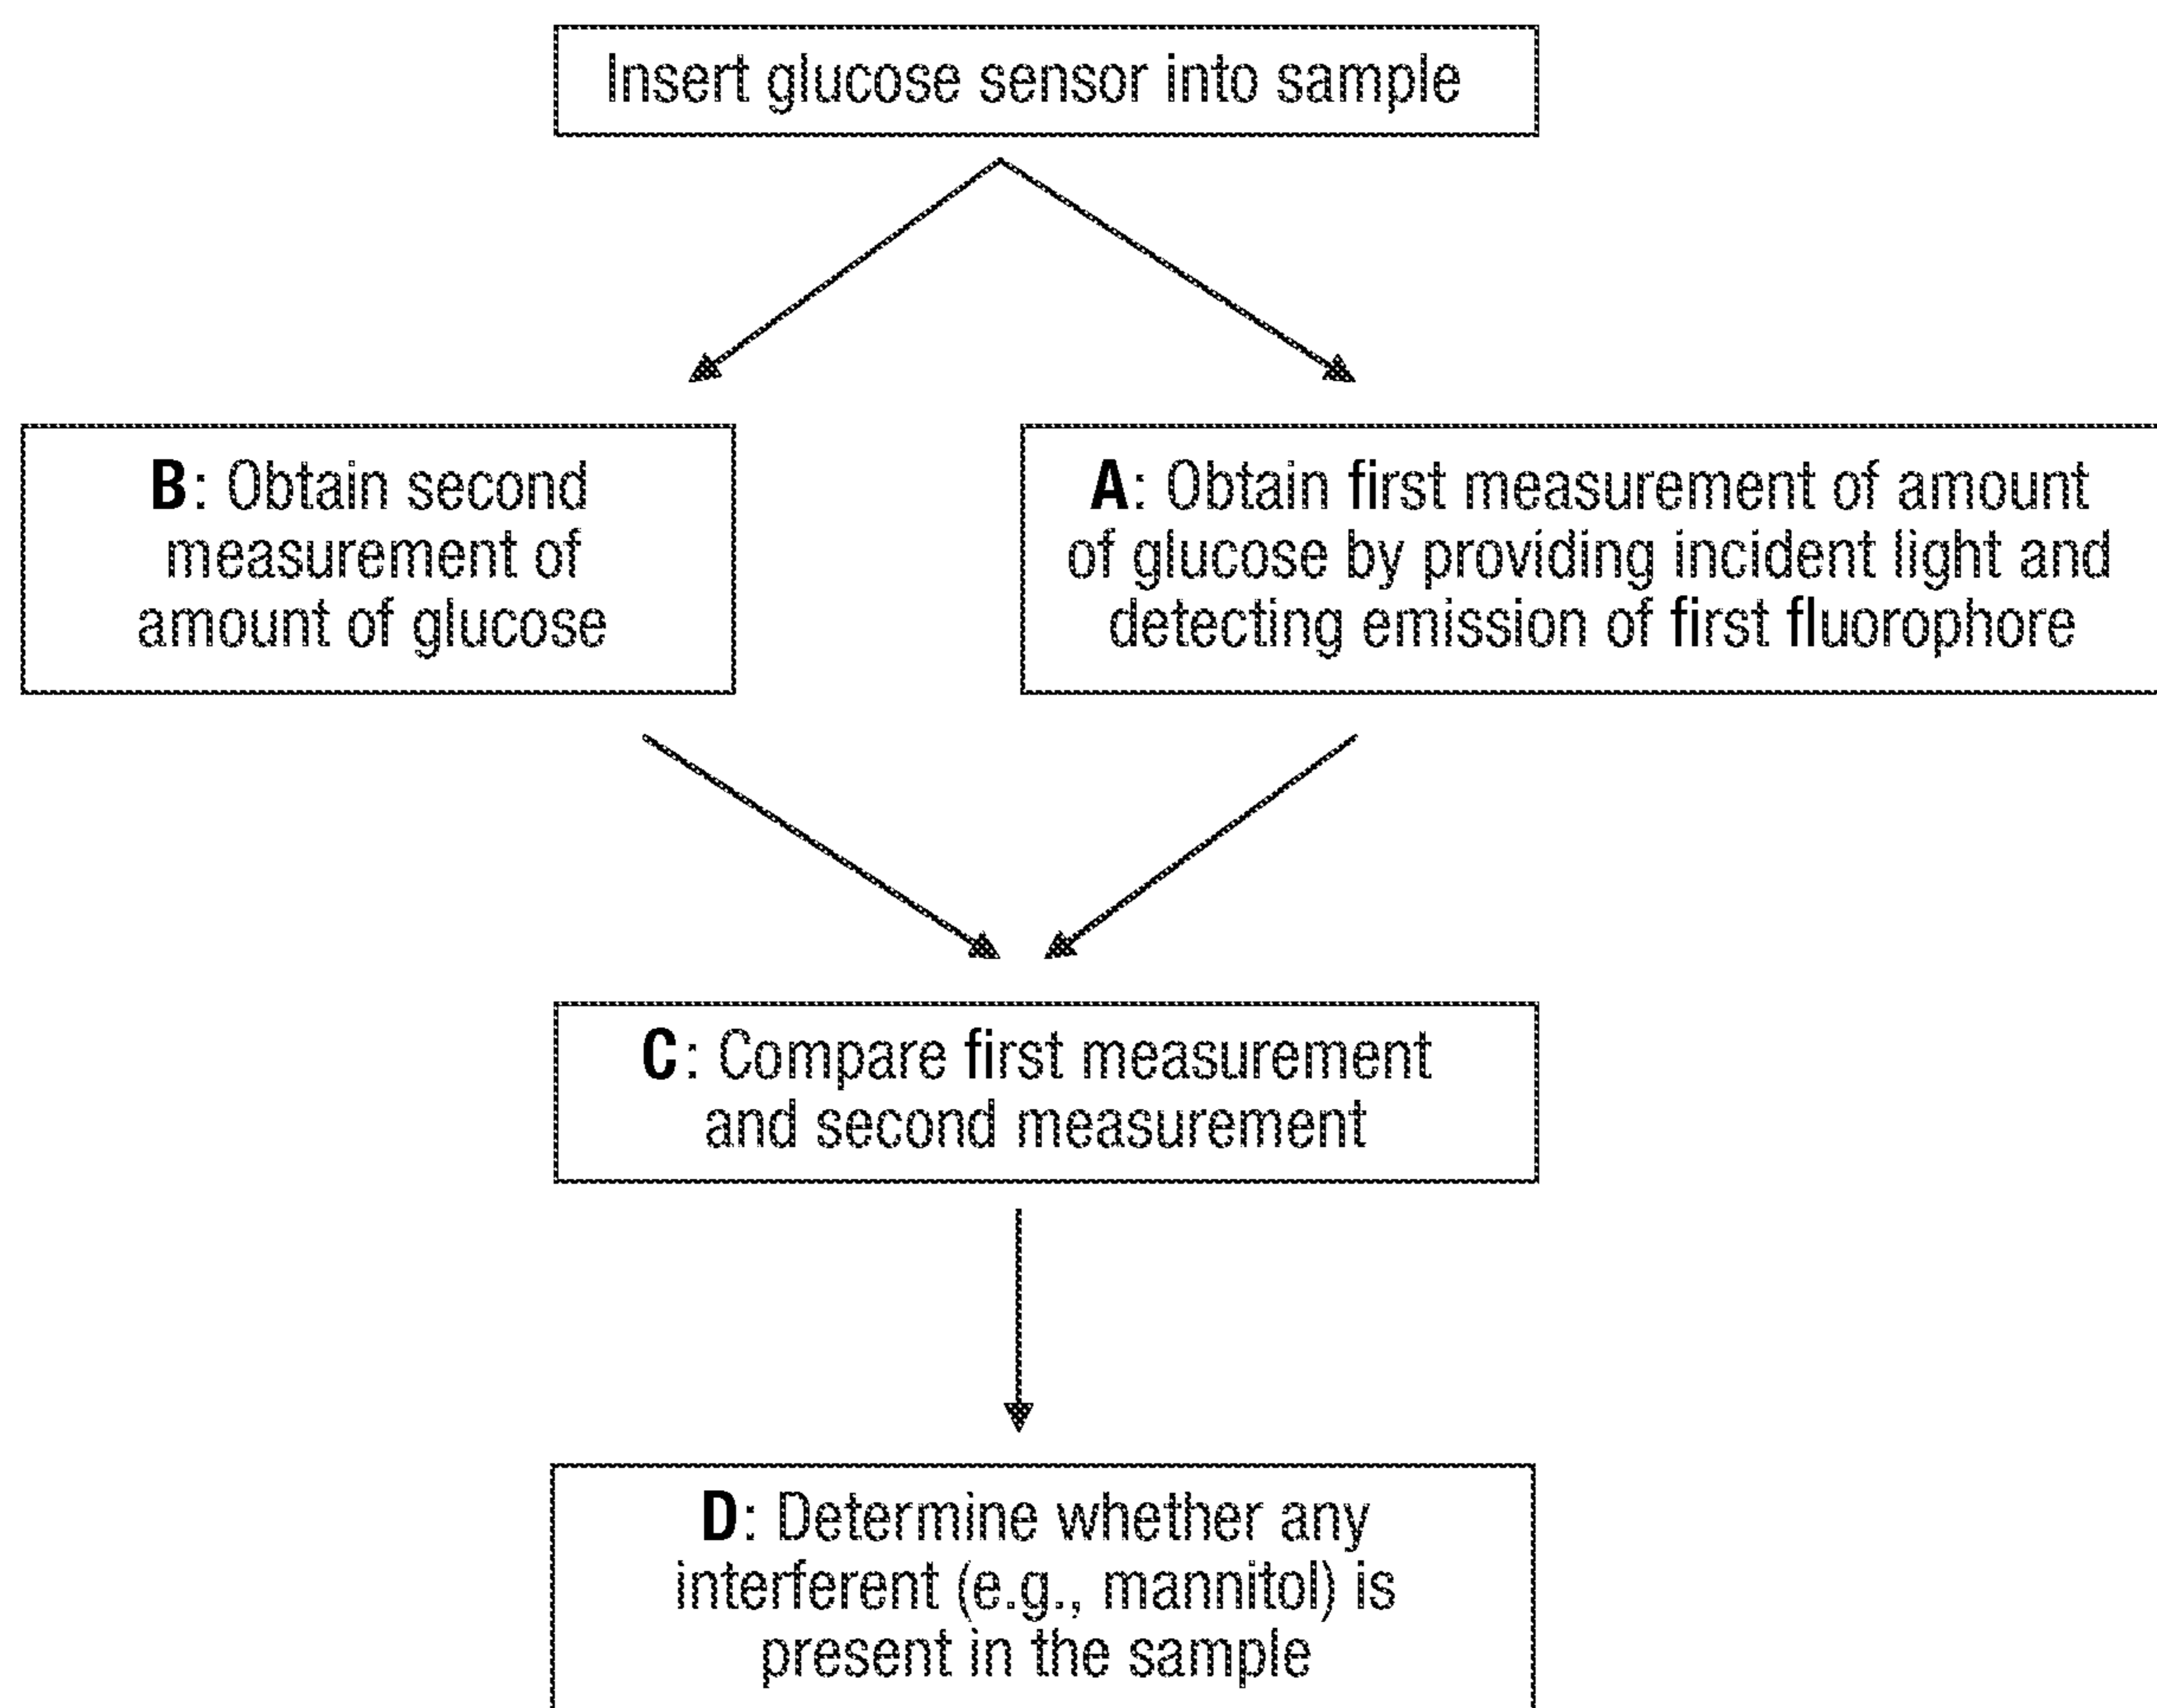 Insert glucose sensor into sample
B: Obtain second
measurement of
amount of glucose
A: Obtain first measurement of amount
of glucose by providing incident light and
detecting emission of first fluorophore
C: Compare first measurement
and second measurement
D: Determine whether any
interferent (e.g., mannitol) is
present in the sample